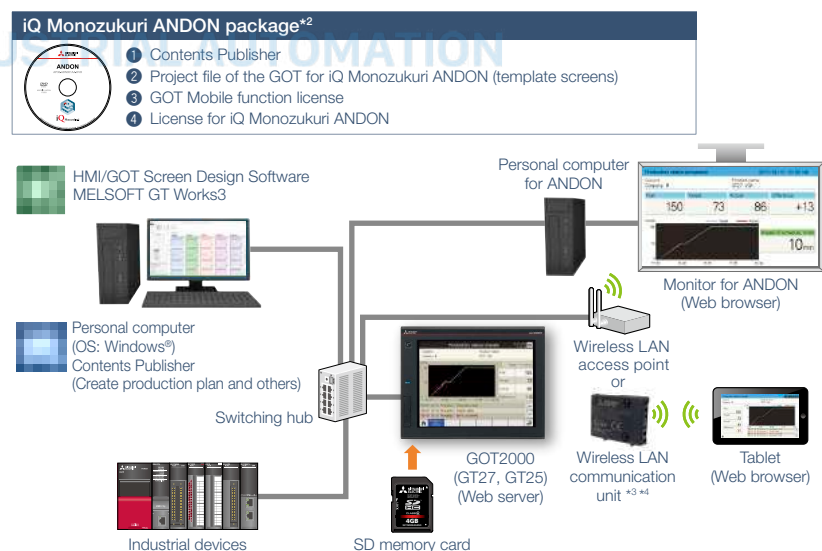 iQ Monozukuri ANDON package*2
USTRIAL AUTOMATION
ANDON
1 Contents Publisher
2 Project file of the GOT for iQ Monozukuri ANDON (template screens)
3 GOT Mobile function license
4 License for iQ Monozukuri ANDON
HMI/GOT Screen Design Software
MELSOFT GT Works3
Personal computer
for ANDON
150 73 86 +13
10min
Monitor for ANDON
(Web browser)
Personal computer
(OS: Windows®)
Contents Publisher
(Create production plan and others)
Switching hub
Wireless LAN
access point
or
Wireless LAN
communication
unit *3 *4
Tablet
(Web browser)
GOT2000
(GT27, GT25)
(Web server)
4GB
Industrial devices
SD memory card